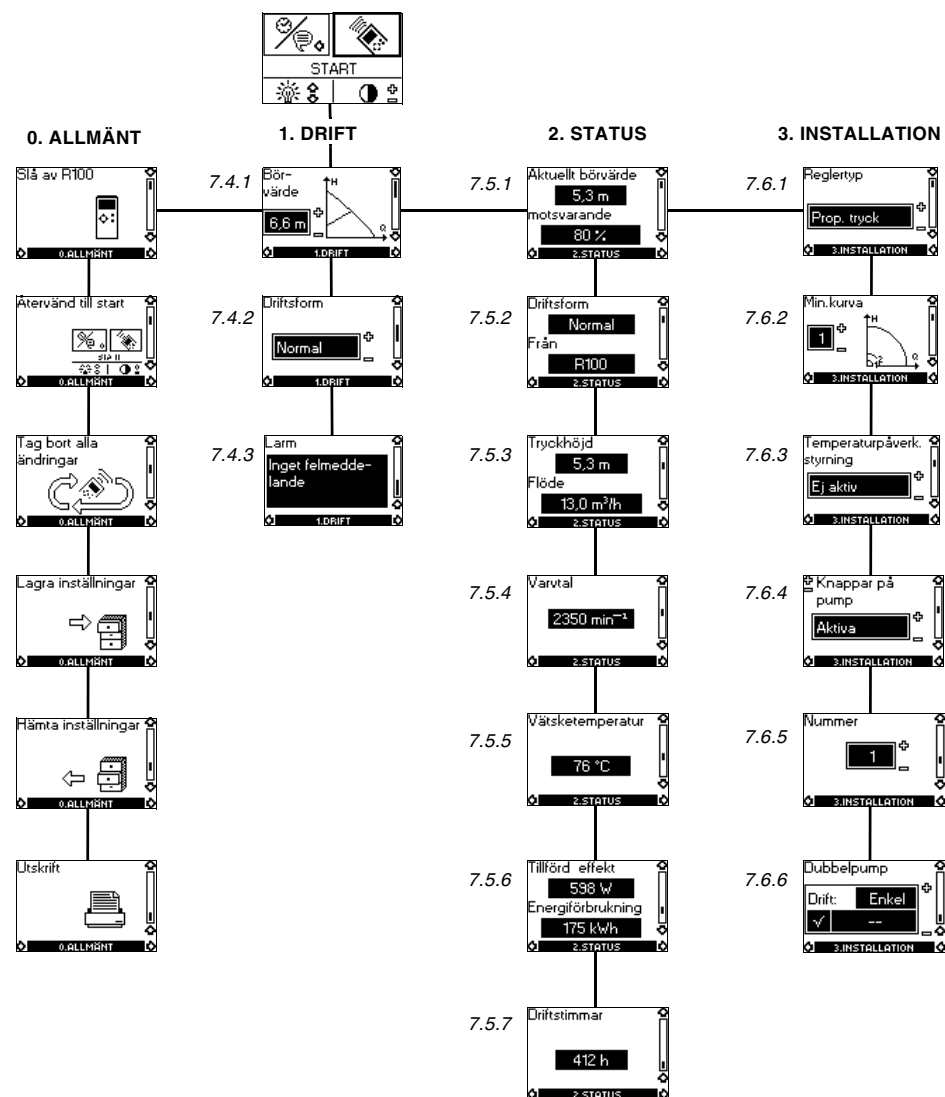 START
0. ALLMÄNT
1. DRIFT
2. STATUS
3. INSTALLATION
Slå av R100
0.ALLMÄNT
7.4.1
Bör-
värde
H
6,6 m
Q
1.DRIFT
7.5.1
Aktuellt börvärde
5,3 m
motsvarande
80 %
2.STATUS
7.6.1
Reglertyp
Prop. tryck
3.INSTALLATION
Återvänd till start
0.ALLMÄNT
7.4.2
Driftsform
Normal
1.DRIFT
7.5.2
Driftsform
Normal
Från
R100
2.STATUS
7.6.2
Min.kurva
H
1
Q
3.INSTALLATION
Tag bort alla
ändringar
0.ALLMÄNT
7.4.3
Larm
Inget felmedde-
lande
1.DRIFT
7.5.3
Tryckhöjd
5,3 m
Flöde
13,0 m³/h
2.STATUS
7.6.3
Temperaturpåverk.
styrning
Ej aktiv
3.INSTALLATION
Lagra inställningar
0.ALLMÄNT
7.5.4
Varvtal
2350 min⁻¹
2.STATUS
7.6.4
Knappar på
pump
Aktiva
3.INSTALLATION
Hämta inställningar
0.ALLMÄNT
7.5.5
Vätsketemperatur
76 °C
2.STATUS
7.6.5
Nummer
1
3.INSTALLATION
Utskrift
0.ALLMÄNT
7.5.6
Tillförd effekt
598 W
Energiförbrukning
175 kWh
2.STATUS
7.6.6
Dubbelpump
Drift: Enkel
√ --
3.INSTALLATION
7.5.7
Driftstimmar
412 h
2.STATUS